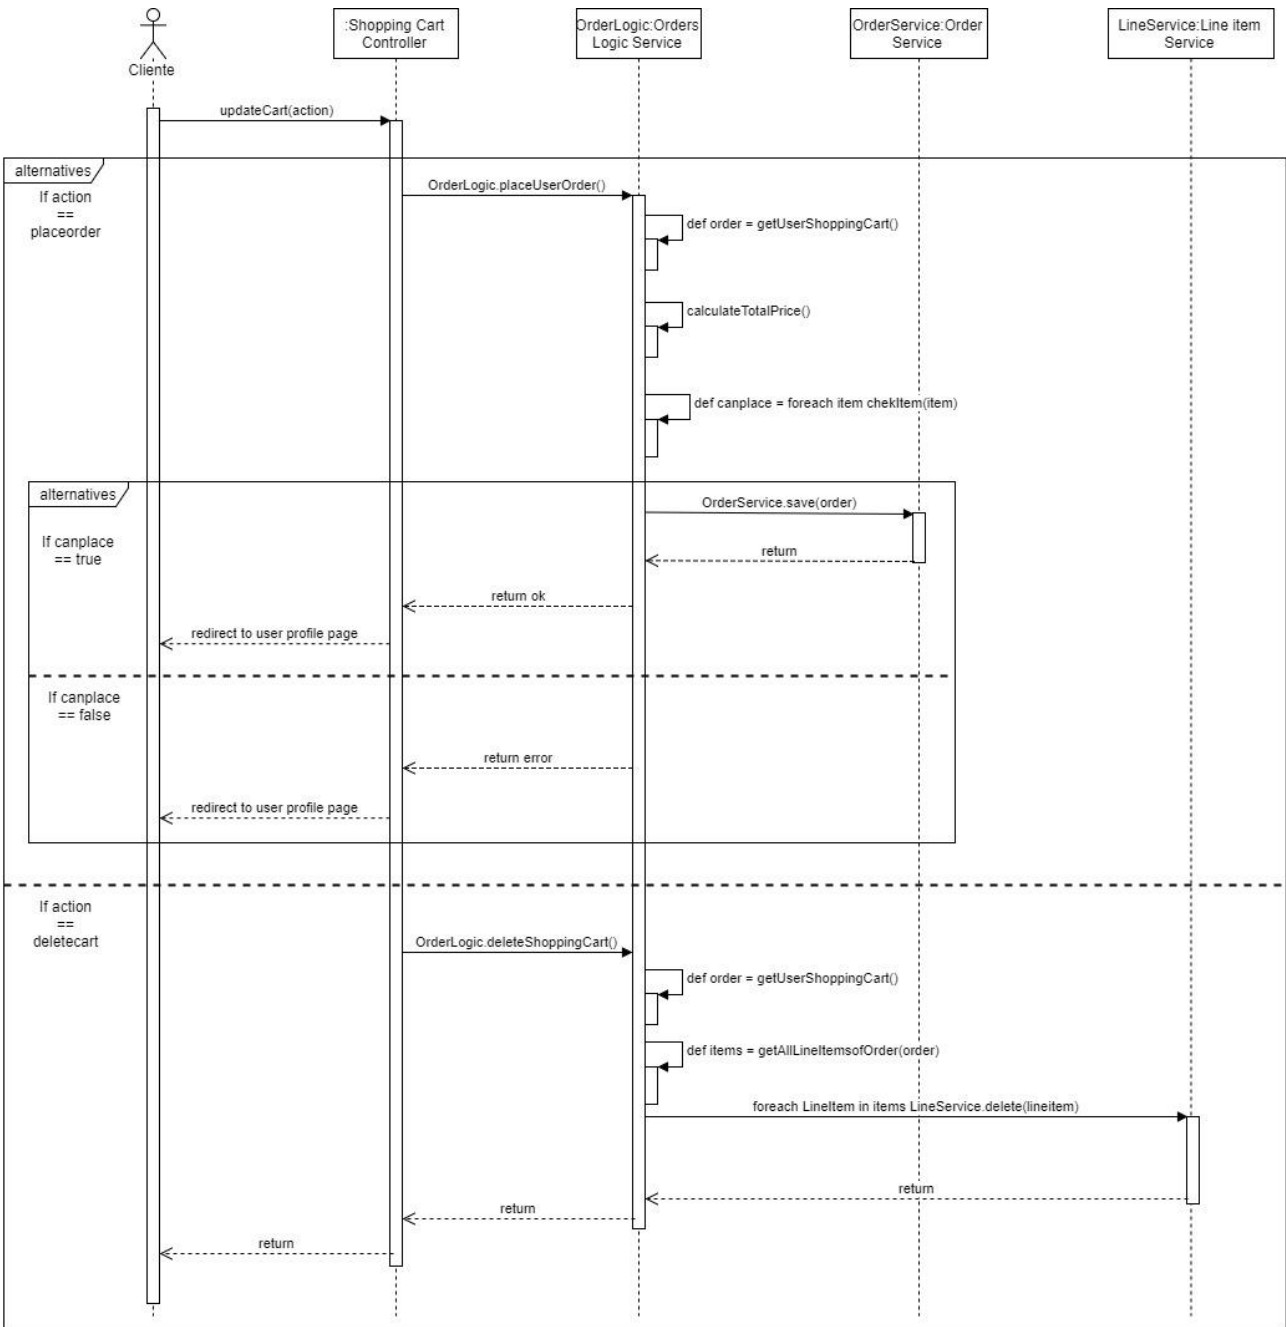 Cliente
:Shopping Cart
Controller
OrderLogic:Orders
Logic Service
OrderService:Order
Service
LineService:Line item
Service
updateCart(action)
alternatives
If action
==
placeorder
OrderLogic.placeUserOrder()
def order = getUserShoppingCart()
calculateTotalPrice()
def canplace = foreach item chekItem(item)
alternatives
If canplace
== true
OrderService.save(order)
return
return ok
redirect to user profile page
If canplace
== false
return error
redirect to user profile page
If action
==
deletecart
OrderLogic.deleteShoppingCart()
def order = getUserShoppingCart()
def items = getAllLineItemsofOrder(order)
foreach LineItem in items LineService.delete(lineitem)
return
return
return